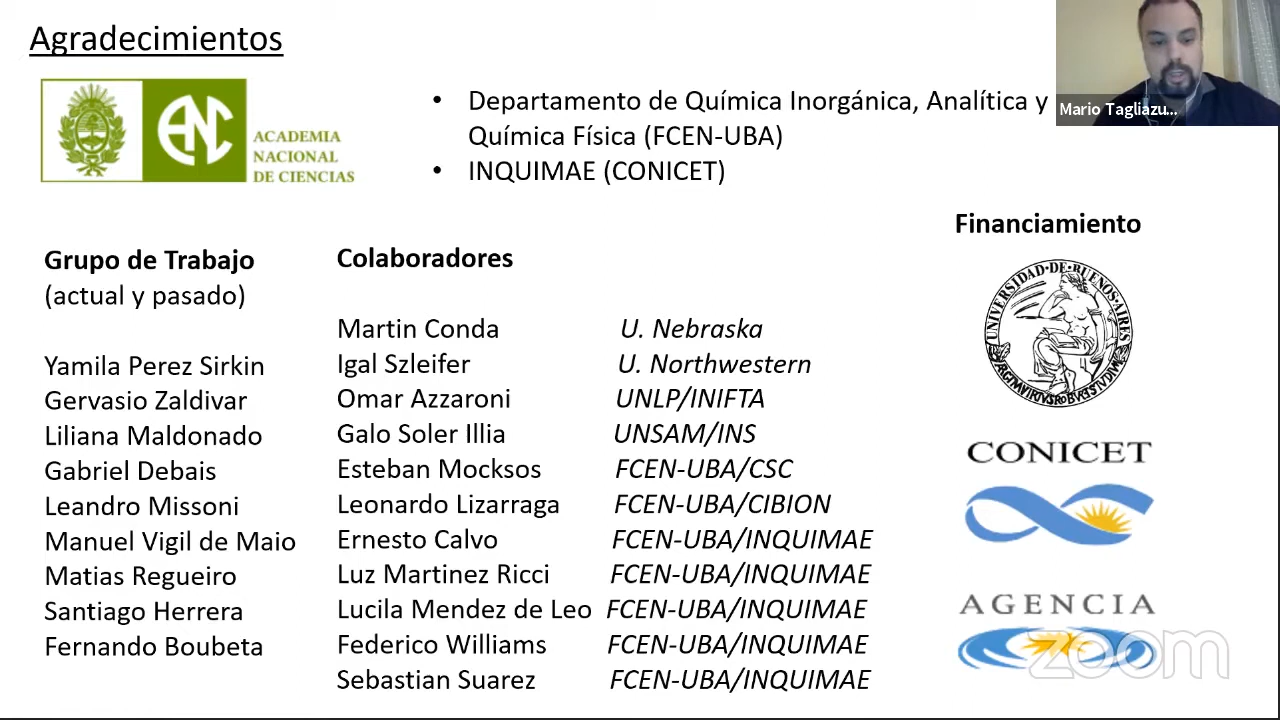 Agradecimientos
ACADEMIA
NACIONAL
DE CIENCIAS
• Departamento de Química Inorgánica, Analítica y
Química Física (FCEN-UBA)
• INQUIMAE (CONICET)
Mario Tagliazu...
Grupo de Trabajo
(actual y pasado)
Yamila Perez Sirkin
Gervasio Zaldivar
Liliana Maldonado
Gabriel Debais
Leandro Missoni
Manuel Vigil de Maio
Matias Regueiro
Santiago Herrera
Fernando Boubeta
Colaboradores
Martin Conda U. Nebraska
Igal Szleifer U. Northwestern
Omar Azzaroni UNLP/INIFTA
Galo Soler Illia UNSAM/INS
Esteban Mocksos FCEN-UBA/CSC
Leonardo Lizarraga FCEN-UBA/CIBION
Ernesto Calvo FCEN-UBA/INQUIMAE
Luz Martinez Ricci FCEN-UBA/INQUIMAE
Lucila Mendez de Leo FCEN-UBA/INQUIMAE
Federico Williams FCEN-UBA/INQUIMAE
Sebastian Suarez FCEN-UBA/INQUIMAE
Financiamiento
UNIVERSIDAD·DE·BUENOS·AIRES
CONICET
AGENCIA
zoom